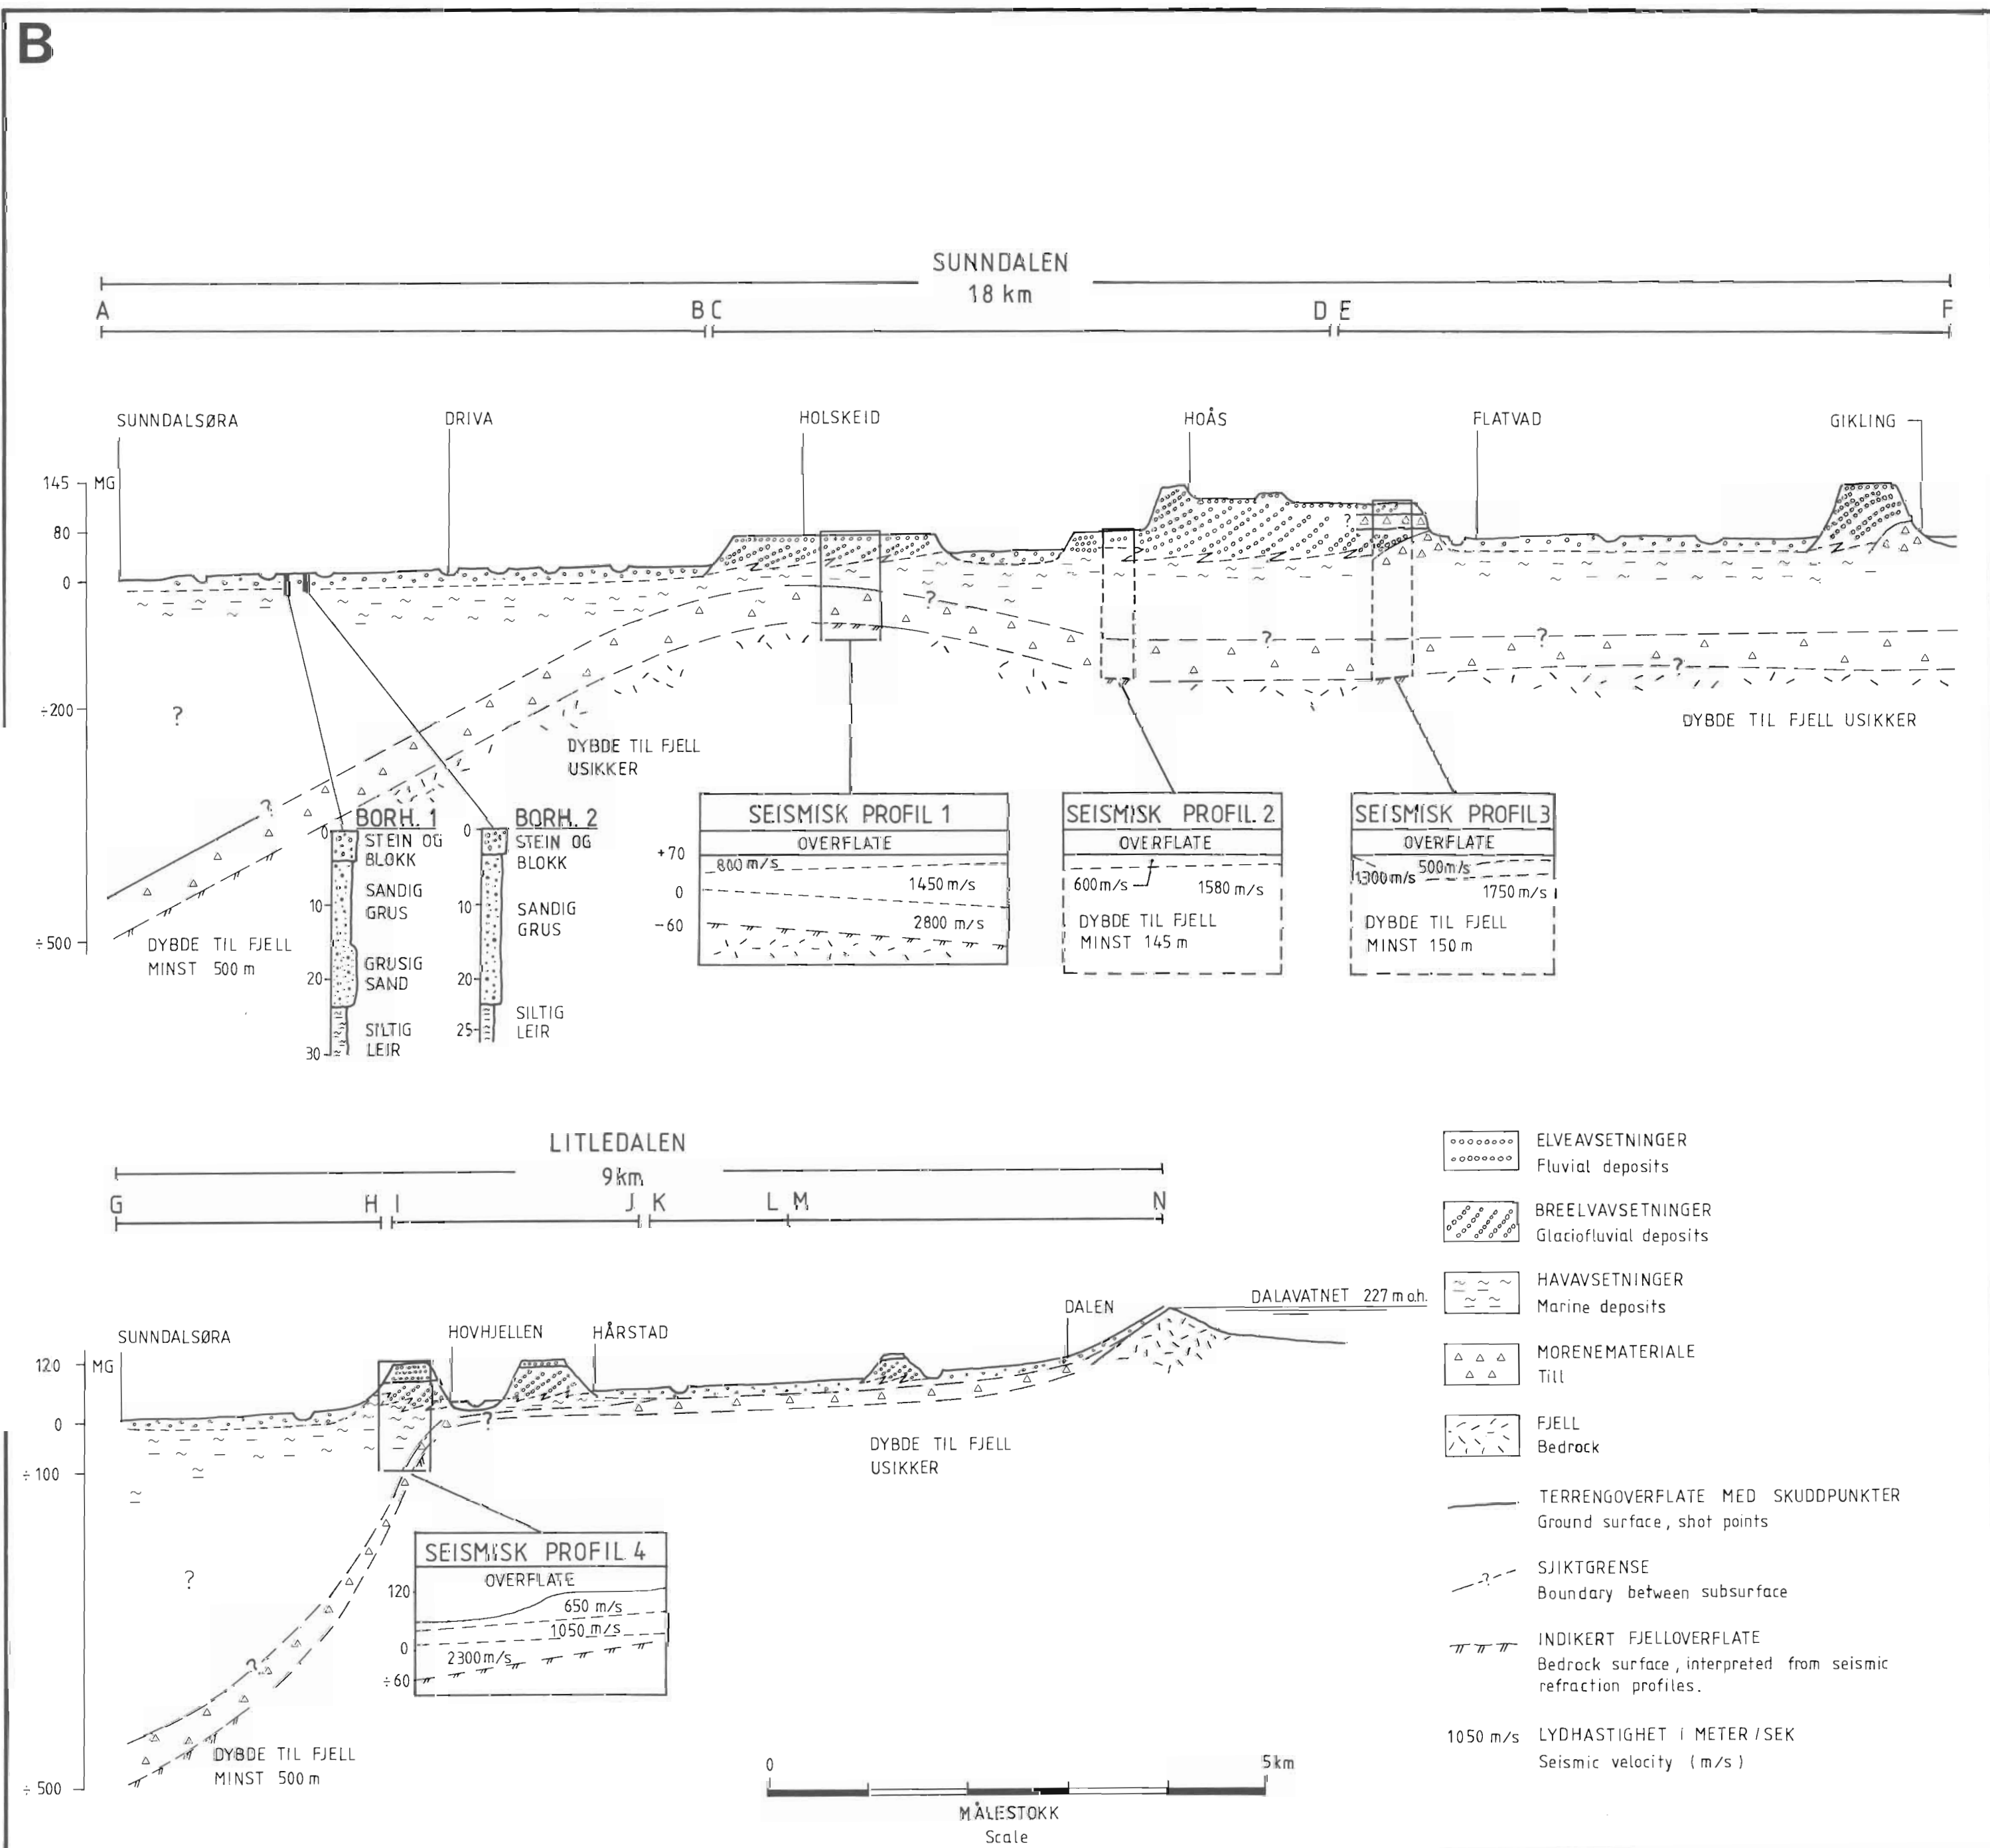 B
SUNNDALEN
18 km
A B C D E F
SUNNDALSØRA DRIVA HOLSKEID HOÅS FLATVAD GIKLING
145 MG
80
0
÷200
÷500
?
?
?
?
?
?
?
DYBDE TIL FJELL
MINST 500 m
DYBDE TIL FJELL
USIKKER
DYBDE TIL FJELL USIKKER
BORH. 1
0
STEIN OG
BLOKK
SANDIG
10
GRUS
GRUSIG
20
SAND
SILTIG
30
LEIR
BORH. 2
0
STEIN OG
BLOKK
10
SANDIG
GRUS
20
SILTIG
25
LEIR
SEISMISK PROFIL 1
OVERFLATE
+70
800 m/s
0
1450 m/s
-60
2800 m/s
SEISMISK PROFIL 2
OVERFLATE
600m/s 1580 m/s
DYBDE TIL FJELL
MINST 145 m
SEISMISK PROFIL 3
OVERFLATE
500m/s
1300m/s
1750 m/s
DYBDE TIL FJELL
MINST 150 m
LITLEDALEN
9km
G H I J K L M N
SUNNDALSØRA HOVHJELLEN HÅRSTAD DALEN DALAVATNET 227 m o.h.
120 MG
0
÷100
÷500
?
?
?
DYBDE TIL FJELL
USIKKER
DYBDE TIL FJELL
MINST 500 m
SEISMISK PROFIL 4
OVERFLATE
120
650 m/s
1050 m/s
0
2300m/s
÷60
0 5km
MÅLESTOKK
Scale
ELVEAVSETNINGER
Fluvial deposits
BREELVAVSETNINGER
Glaciofluvial deposits
HAVAVSETNINGER
Marine deposits
MORENEMATERIALE
Till
FJELL
Bedrock
TERRENGOVERFLATE MED SKUDDPUNKTER
Ground surface, shot points
SJIKTGRENSE
?
Boundary between subsurface
INDIKERT FJELLOVERFLATE
Bedrock surface, interpreted from seismic
refraction profiles.
1050 m/s LYDHASTIGHET I METER/SEK
Seismic velocity (m/s)